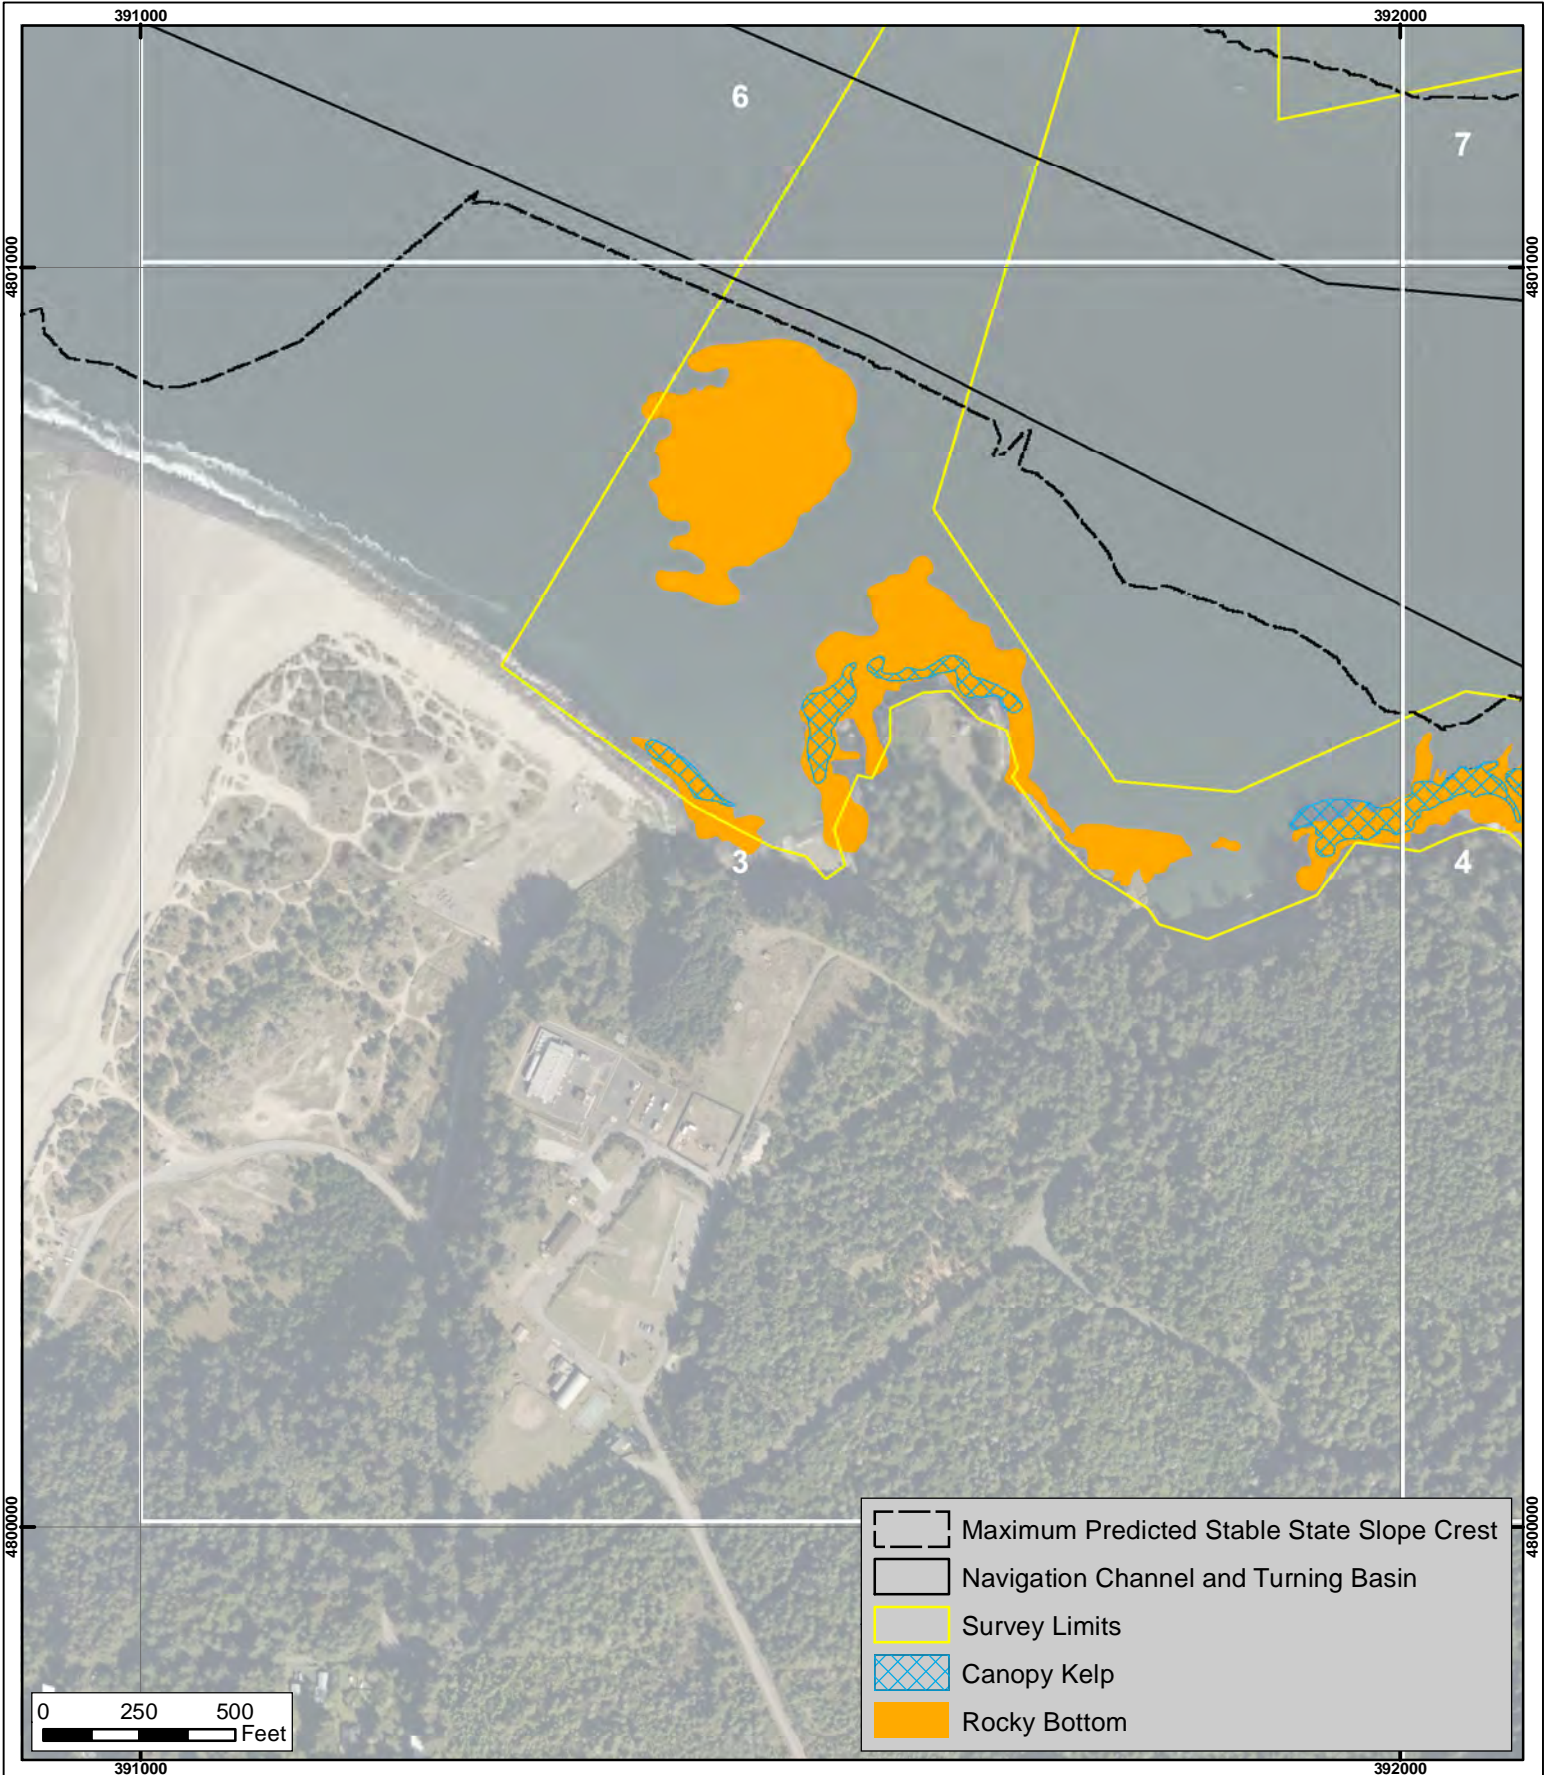 391000
392000
6
7
4801000
4801000
3
4
4800000
4800000
Maximum Predicted Stable State Slope Crest
Navigation Channel and Turning Basin
Survey Limits
Canopy Kelp
Rocky Bottom
0 250 500
Feet
391000
392000